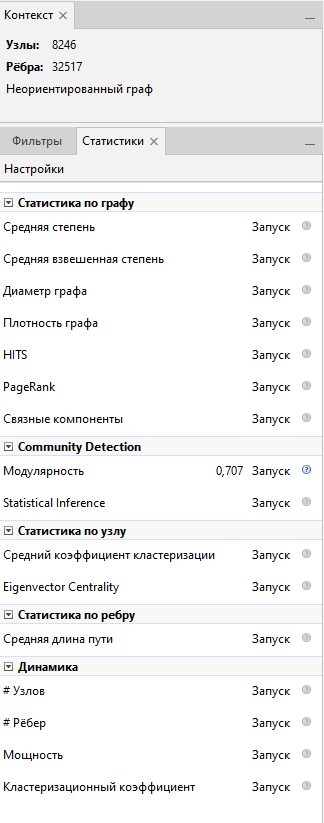 Контекст
Узлы: 8246
Рёбра: 32517
Неориентированный граф
Фильтры Статистики
Настройки
Статистика по графу
Средняя степень Запуск
Средняя взвешенная степень Запуск
Диаметр графа Запуск
Плотность графа Запуск
HITS Запуск
PageRank Запуск
Связные компоненты Запуск
Community Detection
Модулярность 0,707 Запуск
Statistical Inference Запуск
Статистика по узлу
Средний коэффициент кластеризации Запуск
Eigenvector Centrality Запуск
Статистика по ребру
Средняя длина пути Запуск
Динамика
# Узлов Запуск
# Рёбер Запуск
Мощность Запуск
Кластеризационный коэффициент Запуск